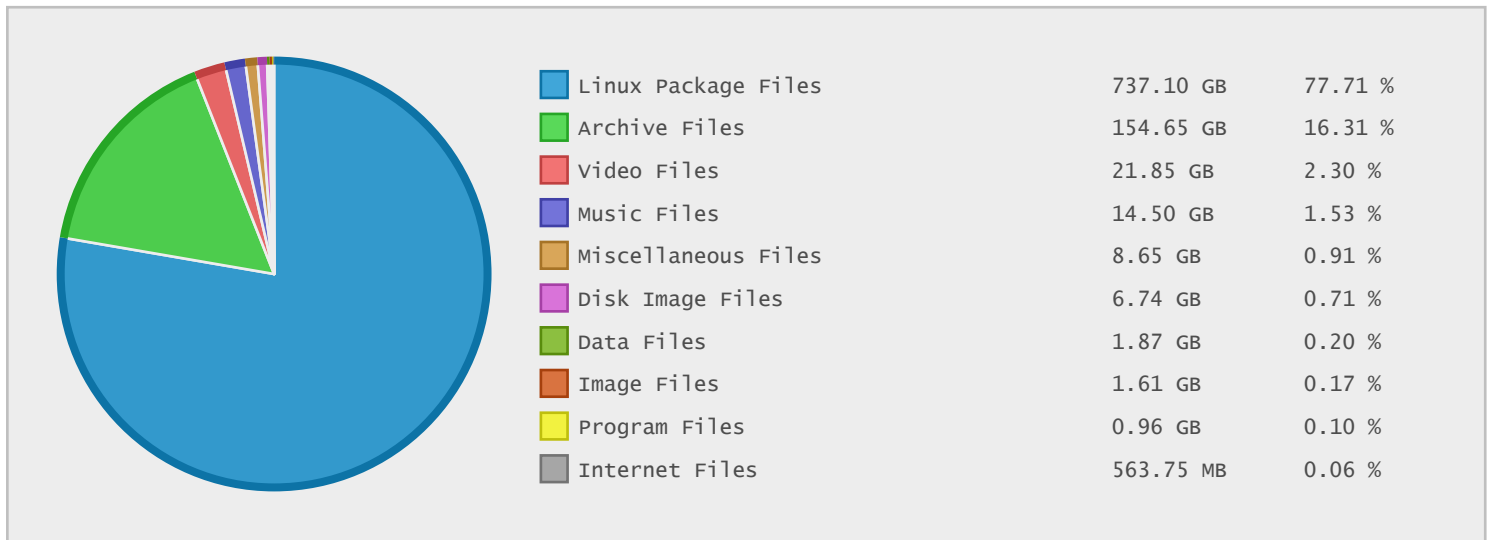 Linux Package Files 737.10 GB 77.71 %
Archive Files 154.65 GB 16.31 %
Video Files 21.85 GB 2.30 %
Music Files 14.50 GB 1.53 %
Miscellaneous Files 8.65 GB 0.91 %
Disk Image Files 6.74 GB 0.71 %
Data Files 1.87 GB 0.20 %
Image Files 1.61 GB 0.17 %
Program Files 0.96 GB 0.10 %
Internet Files 563.75 MB 0.06 %